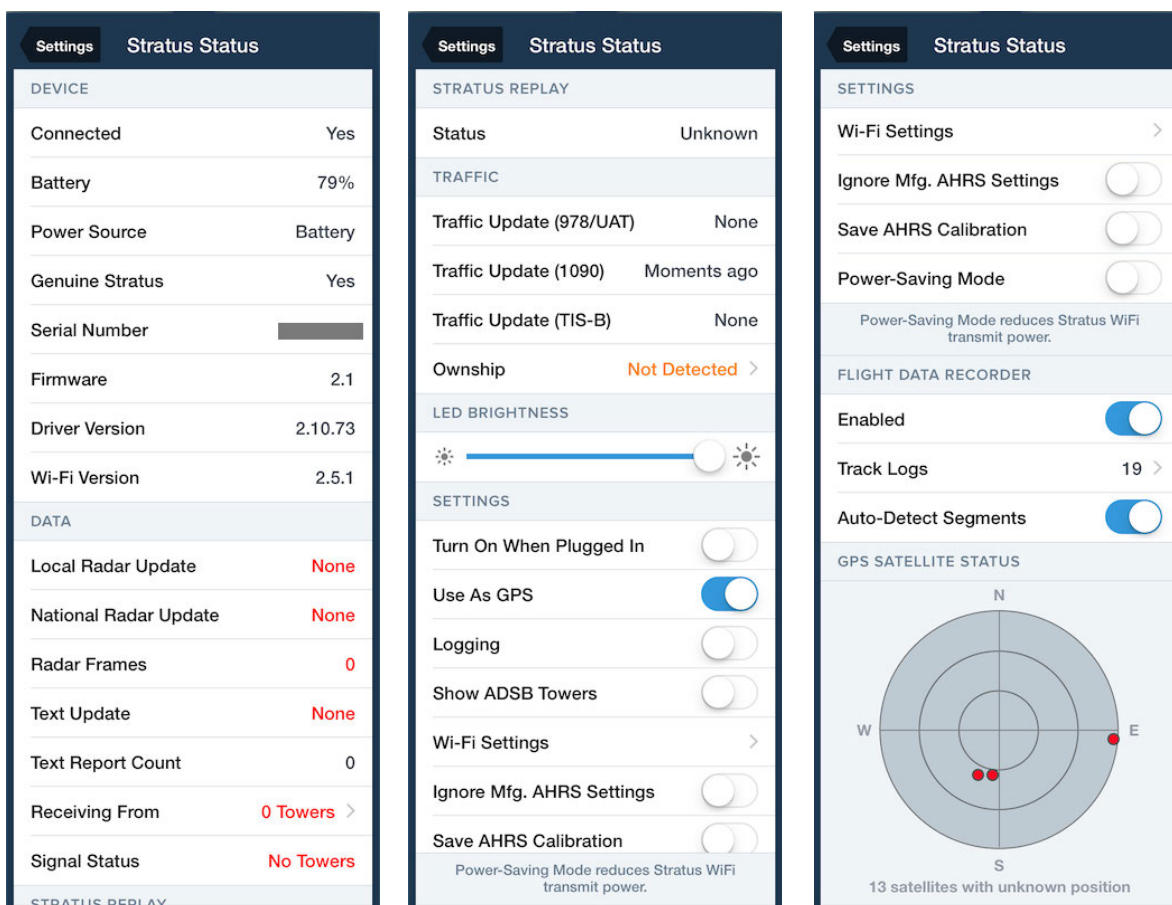 Settings Stratus Status
DEVICE
Connected Yes
Battery 79%
Power Source Battery
Genuine Stratus Yes
Serial Number
Firmware 2.1
Driver Version 2.10.73
Wi-Fi Version 2.5.1
DATA
Local Radar Update None
National Radar Update None
Radar Frames 0
Text Update None
Text Report Count 0
Receiving From 0 Towers
Signal Status No Towers
STRATUS REPLAY
Settings Stratus Status
STRATUS REPLAY
Status Unknown
TRAFFIC
Traffic Update (978/UAT) None
Traffic Update (1090) Moments ago
Traffic Update (TIS-B) None
Ownship Not Detected
LED BRIGHTNESS
SETTINGS
Turn On When Plugged In
Use As GPS
Logging
Show ADSB Towers
Wi-Fi Settings
Ignore Mfg. AHRS Settings
Save AHRS Calibration
Power-Saving Mode reduces Stratus WiFi
transmit power.
Settings Stratus Status
SETTINGS
Wi-Fi Settings
Ignore Mfg. AHRS Settings
Save AHRS Calibration
Power-Saving Mode
Power-Saving Mode reduces Stratus WiFi
transmit power.
FLIGHT DATA RECORDER
Enabled
Track Logs 19
Auto-Detect Segments
GPS SATELLITE STATUS
N
W E
S
13 satellites with unknown position